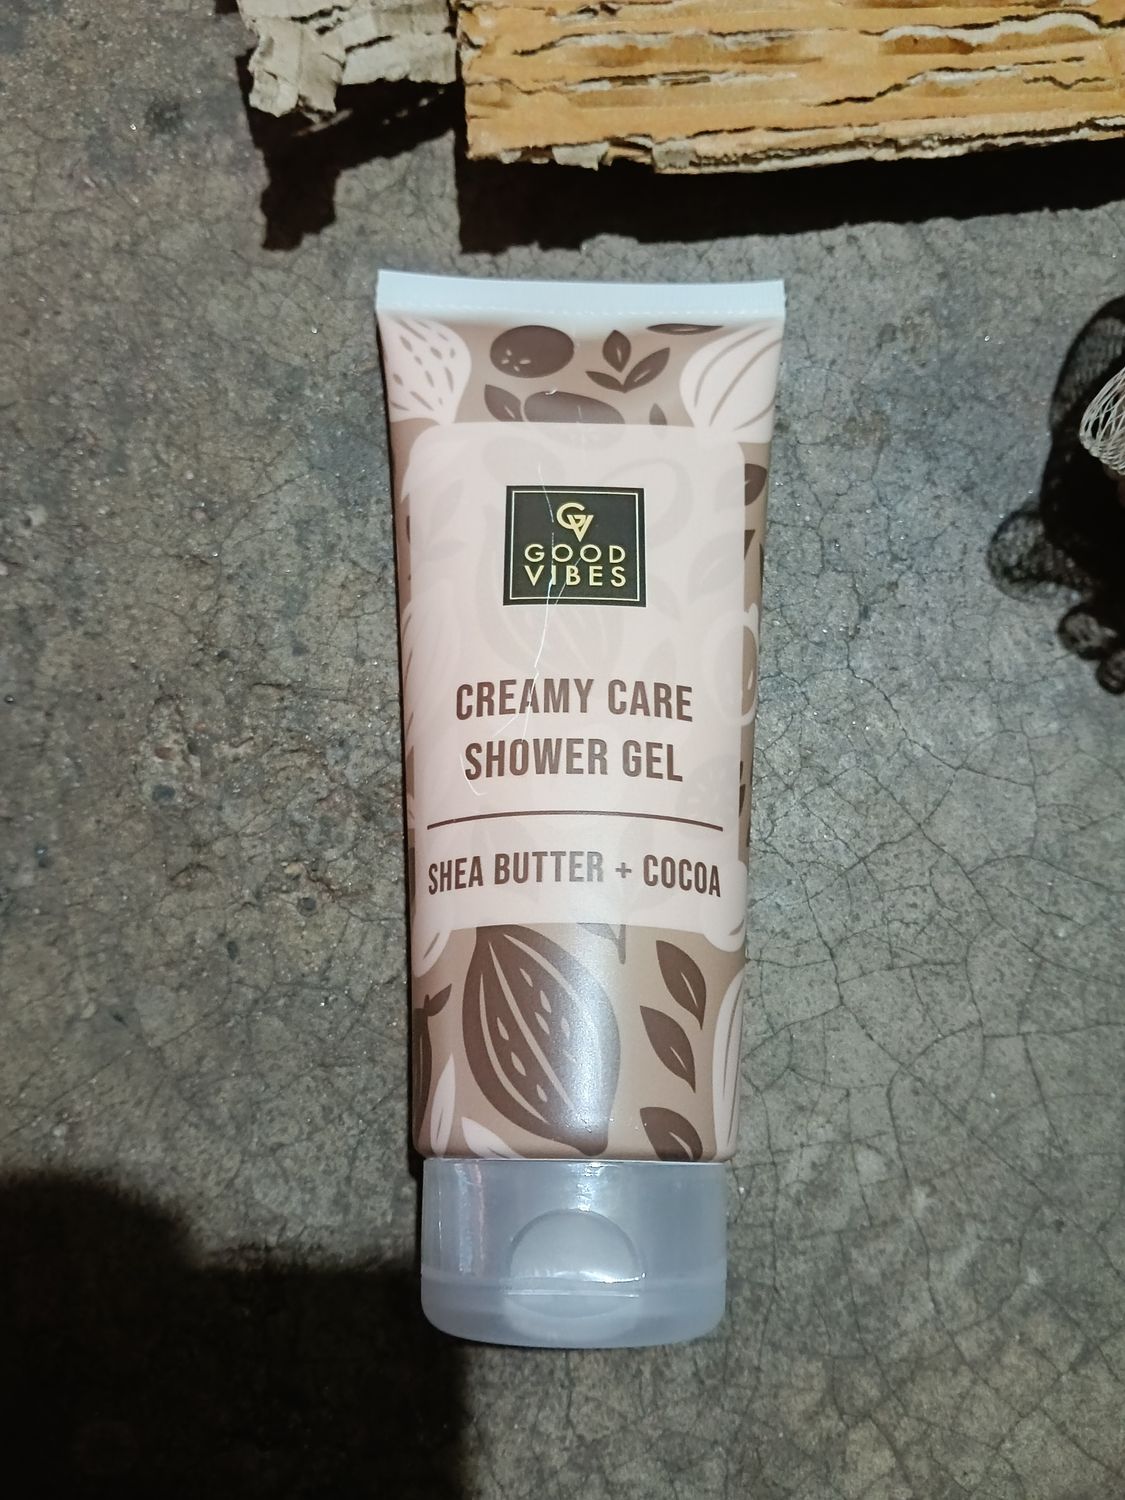 GV
GOOD
VIBES
CREAMY CARE
SHOWER GEL
SHEA BUTTER + COCOA